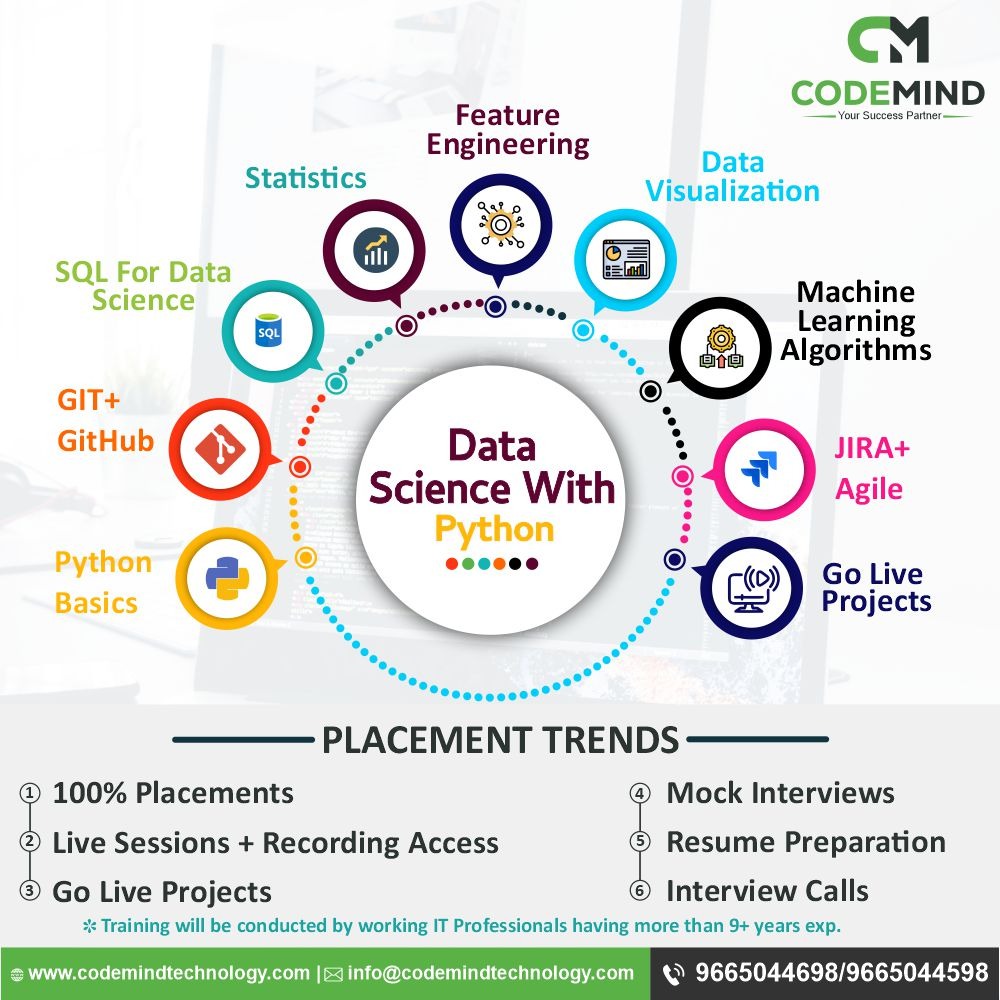 CM
CODEMIND
Your Success Partner
Feature
Engineering
Statistics
Data
Visualization
SQL For Data
Science
SQL
Machine
Learning
Algorithms
GIT+
GitHub
JIRA+
Agile
Python
Basics
Go Live
Projects
Data
Science With
Python
PLACEMENT TRENDS
1 100% Placements
2 Live Sessions + Recording Access
3 Go Live Projects
4 Mock Interviews
5 Resume Preparation
6 Interview Calls
✼ Training will be conducted by working IT Professionals having more than 9+ years exp.
www.codemindtechnology.com | info@codemindtechnology.com
9665044698/9665044598